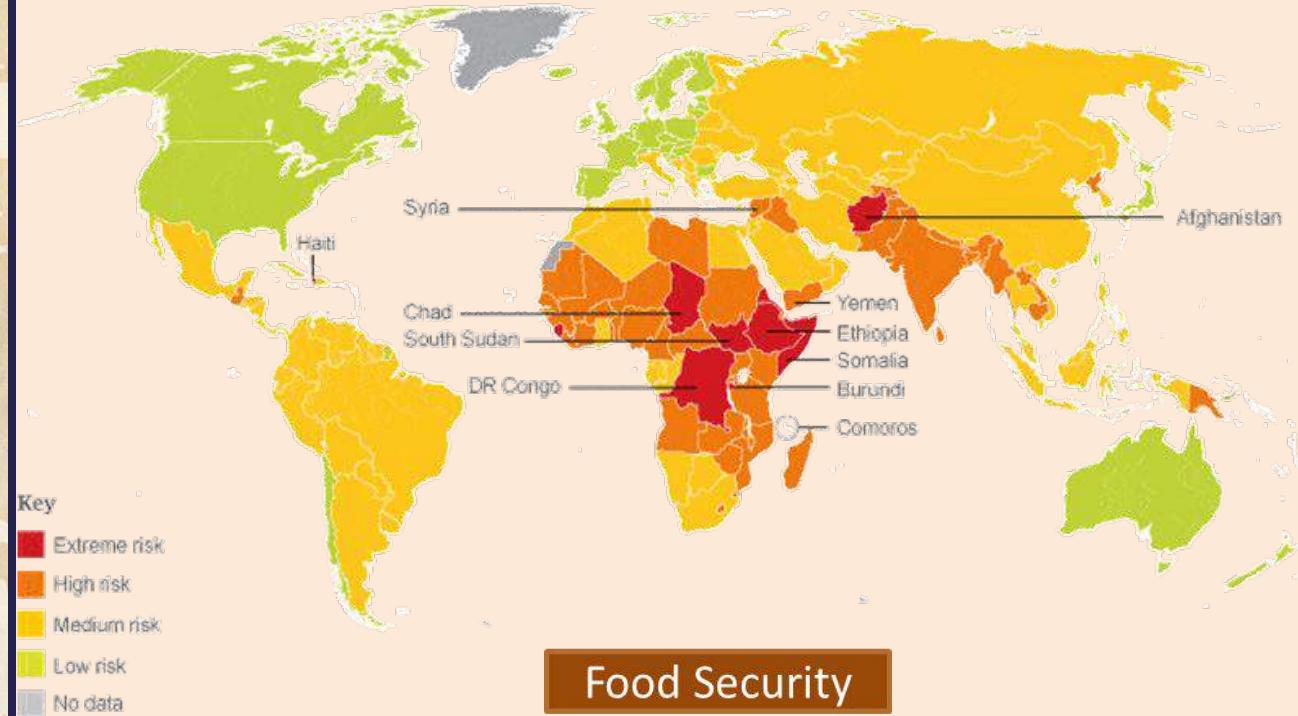 Syria
Afghanistan
Haiti
Chad
Yemen
South Sudan
Ethiopia
Somalia
DR Congo
Burundi
Comoros
Key
Extreme risk
High risk
Medium risk
Low risk
No data
Food Security